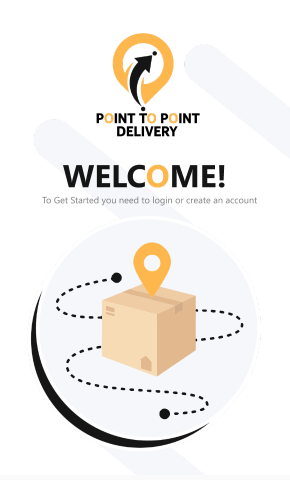 POINT TO POINT
DELIVERY
WELCOME!
To Get Started you need to login or create an account